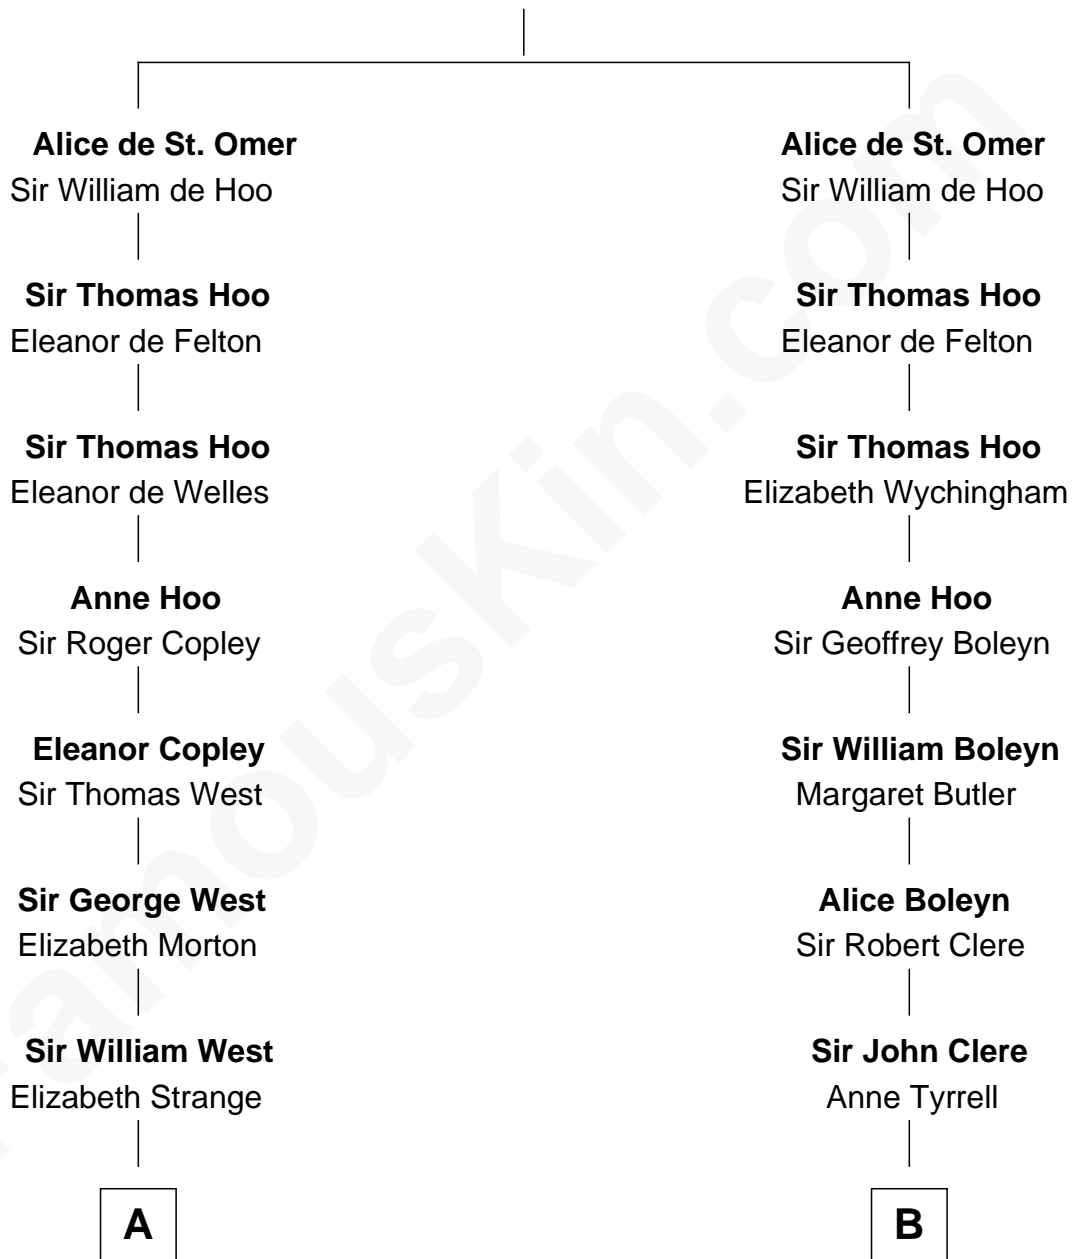 Alice de St. Omer
Sir William de Hoo
Sir Thomas Hoo
Eleanor de Felton
Sir Thomas Hoo
Eleanor de Welles
Anne Hoo
Sir Roger Copley
Eleanor Copley
Sir Thomas West
Sir George West
Elizabeth Morton
Sir William West
Elizabeth Strange
A
Alice de St. Omer
Sir William de Hoo
Sir Thomas Hoo
Eleanor de Felton
Sir Thomas Hoo
Elizabeth Wychingham
Anne Hoo
Sir Geoffrey Boleyn
Sir William Boleyn
Margaret Butler
Alice Boleyn
Sir Robert Clere
Sir John Clere
Anne Tyrrell
B
FamousKin.com